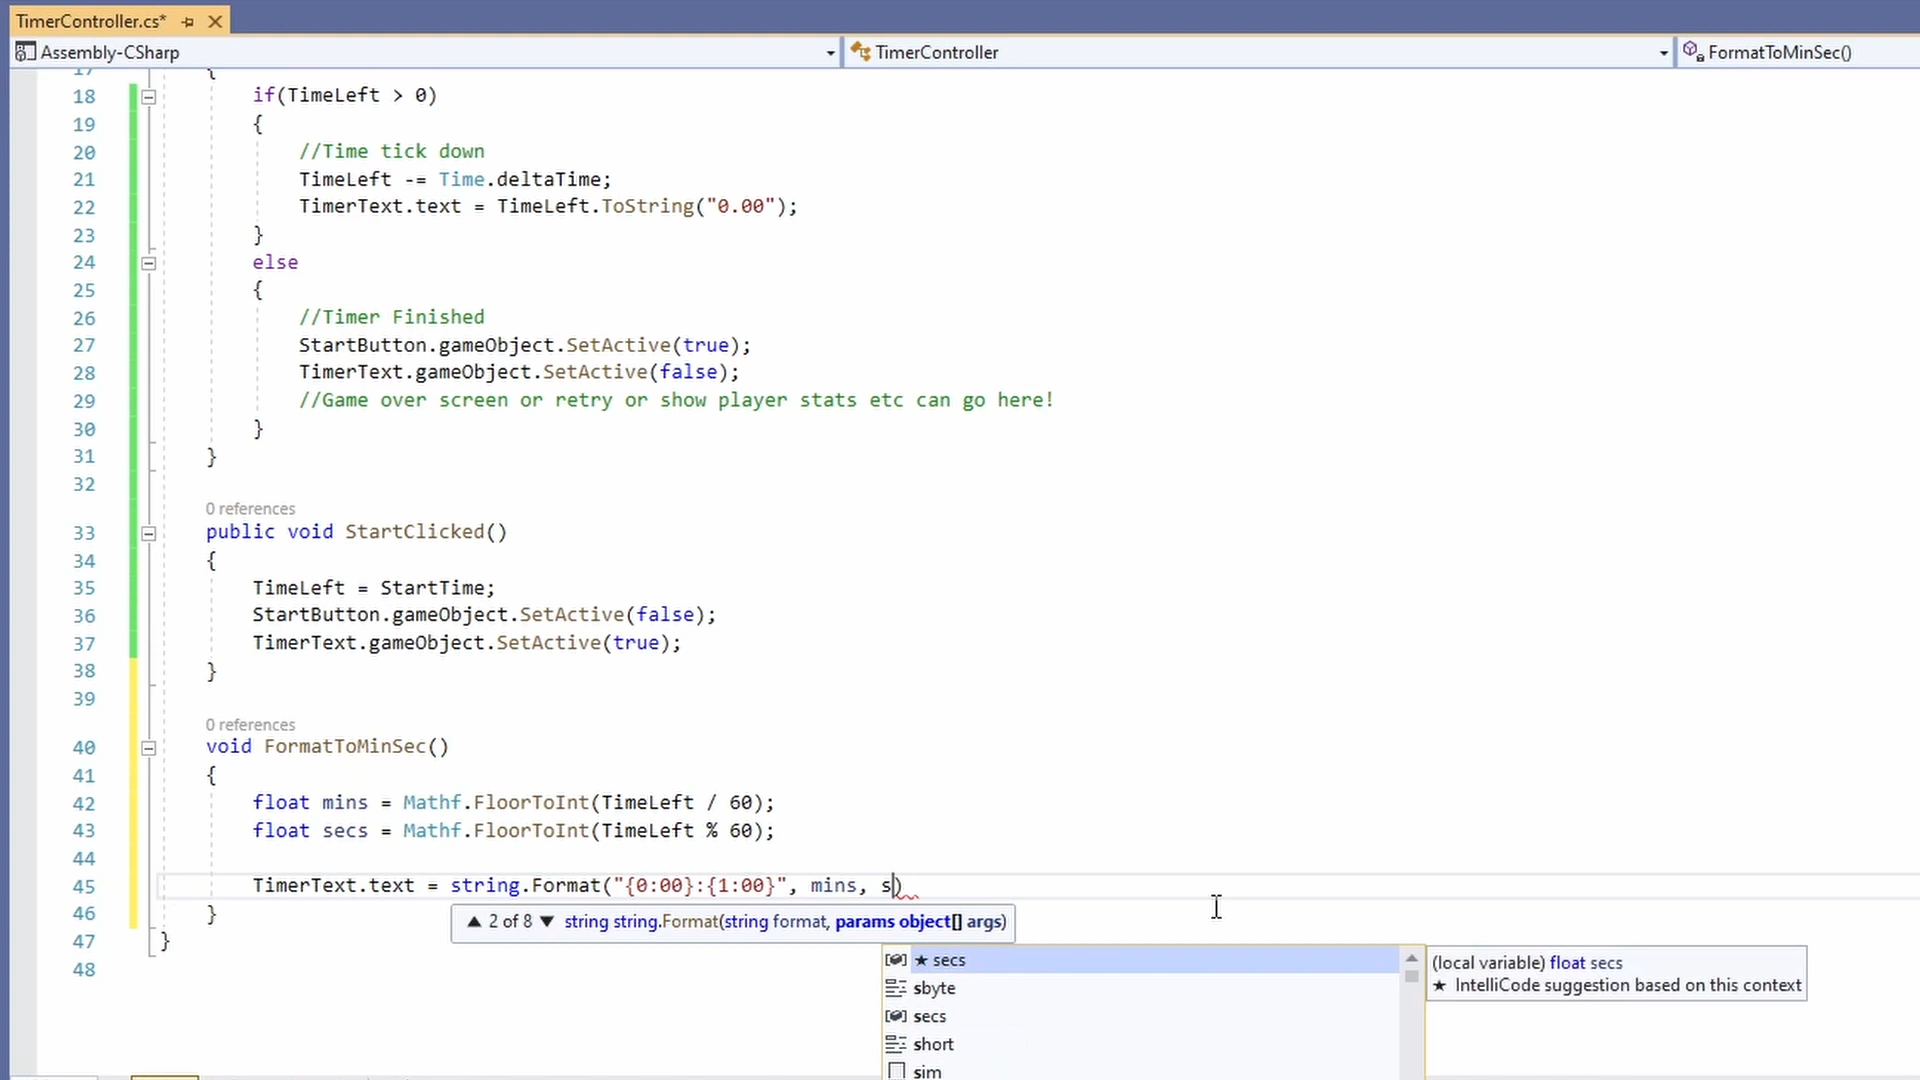 TimerController.cs*
Assembly-CSharp TimerController FormatToMinSec()
17 {
18 if(TimeLeft > 0)
19 {
20 //Time tick down
21 TimeLeft -= Time.deltaTime;
22 TimerText.text = TimeLeft.ToString("0.00");
23 }
24 else
25 {
26 //Timer Finished
27 StartButton.gameObject.SetActive(true);
28 TimerText.gameObject.SetActive(false);
29 //Game over screen or retry or show player stats etc can go here!
30 }
31 }
32
0 references
33 public void StartClicked()
34 {
35 TimeLeft = StartTime;
36 StartButton.gameObject.SetActive(false);
37 TimerText.gameObject.SetActive(true);
38 }
39
0 references
40 void FormatToMinSec()
41 {
42 float mins = Mathf.FloorToInt(TimeLeft / 60);
43 float secs = Mathf.FloorToInt(TimeLeft % 60);
44
45 TimerText.text = string.Format("{0:00}:{1:00}", mins, s)
46 }
▲ 2 of 8 ▼ string string.Format(string format, params object[] args)
47 }
48
★ secs
sbyte
secs
short
sim
(local variable) float secs
★ IntelliCode suggestion based on this context